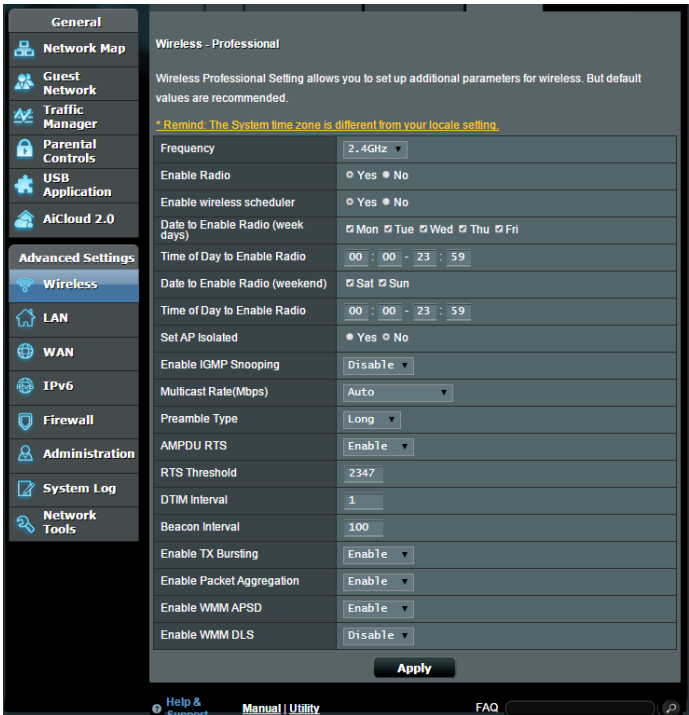 General
Network Map
Guest
Network
Traffic
Manager
Parental
Controls
USB
Application
AiCloud 2.0
Advanced Settings
Wireless
LAN
WAN
IPv6
Firewall
Administration
System Log
Network
Tools
Wireless - Professional
Wireless Professional Setting allows you to set up additional parameters for wireless. But default
values are recommended.
* Remind: The System time zone is different from your locale setting.
Frequency 2.4GHz
Enable Radio Yes No
Enable wireless scheduler Yes No
Date to Enable Radio (week
days) Mon Tue Wed Thu Fri
Time of Day to Enable Radio 00 : 00 - 23 : 59
Date to Enable Radio (weekend) Sat Sun
Time of Day to Enable Radio 00 : 00 - 23 : 59
Set AP Isolated Yes No
Enable IGMP Snooping Disable
Multicast Rate(Mbps) Auto
Preamble Type Long
AMPDU RTS Enable
RTS Threshold 2347
DTIM Interval 1
Beacon Interval 100
Enable TX Bursting Enable
Enable Packet Aggregation Enable
Enable WMM APSD Enable
Enable WMM DLS Disable
Apply
Help &
Support Manual | Utility FAQ